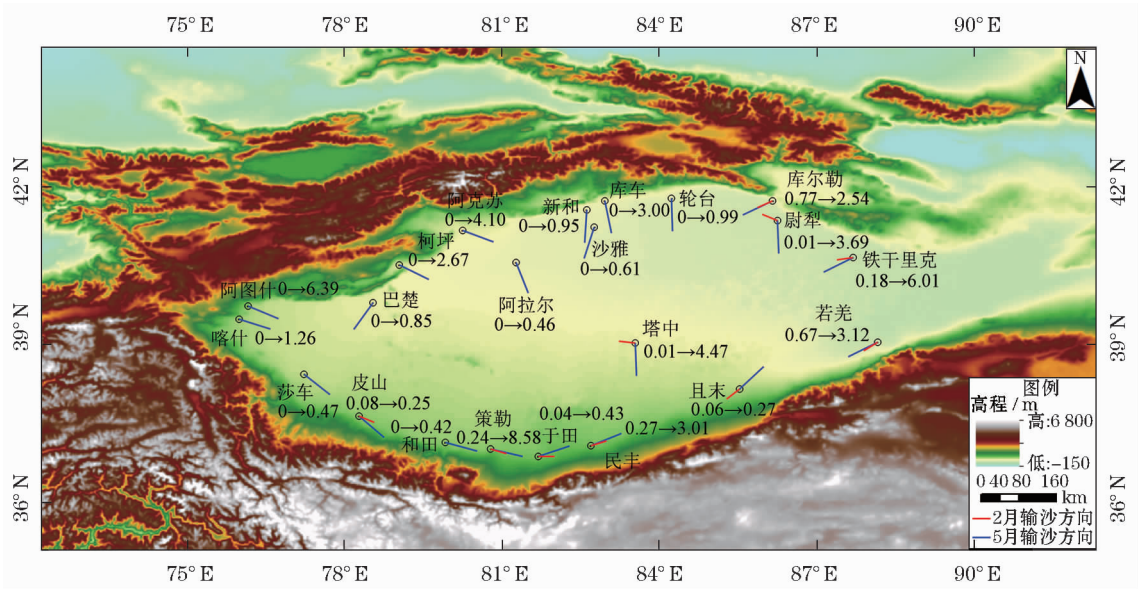 75° E 78° E 81° E 84° E 87° E 90° E
N
42° N
42° N
库尔勒
0.77→2.54
库车
0→3.00
轮台
0→0.99
阿克苏
0→4.10
新和
0→0.95
尉犁
0.01→3.69
柯坪
0→2.67
沙雅
0→0.61
铁干里克
0.18→6.01
阿图什 0→6.39
巴楚
0→0.85
阿拉尔
0→0.46
若羌
0.67→3.12
39° N
39° N
喀什 0→1.26
塔中
0.01→4.47
莎车
0→0.47
皮山
0.08→0.25
且末
0.06→0.27
0→0.42
和田
策勒
0.24→8.58
0.04→0.43
于田
0.27→3.01
民丰
36° N
36° N
图例
高程 / m
高:6 800
低:-150
0 40 80 160
km
2月输沙方向
5月输沙方向
75° E 78° E 81° E 84° E 87° E 90° E